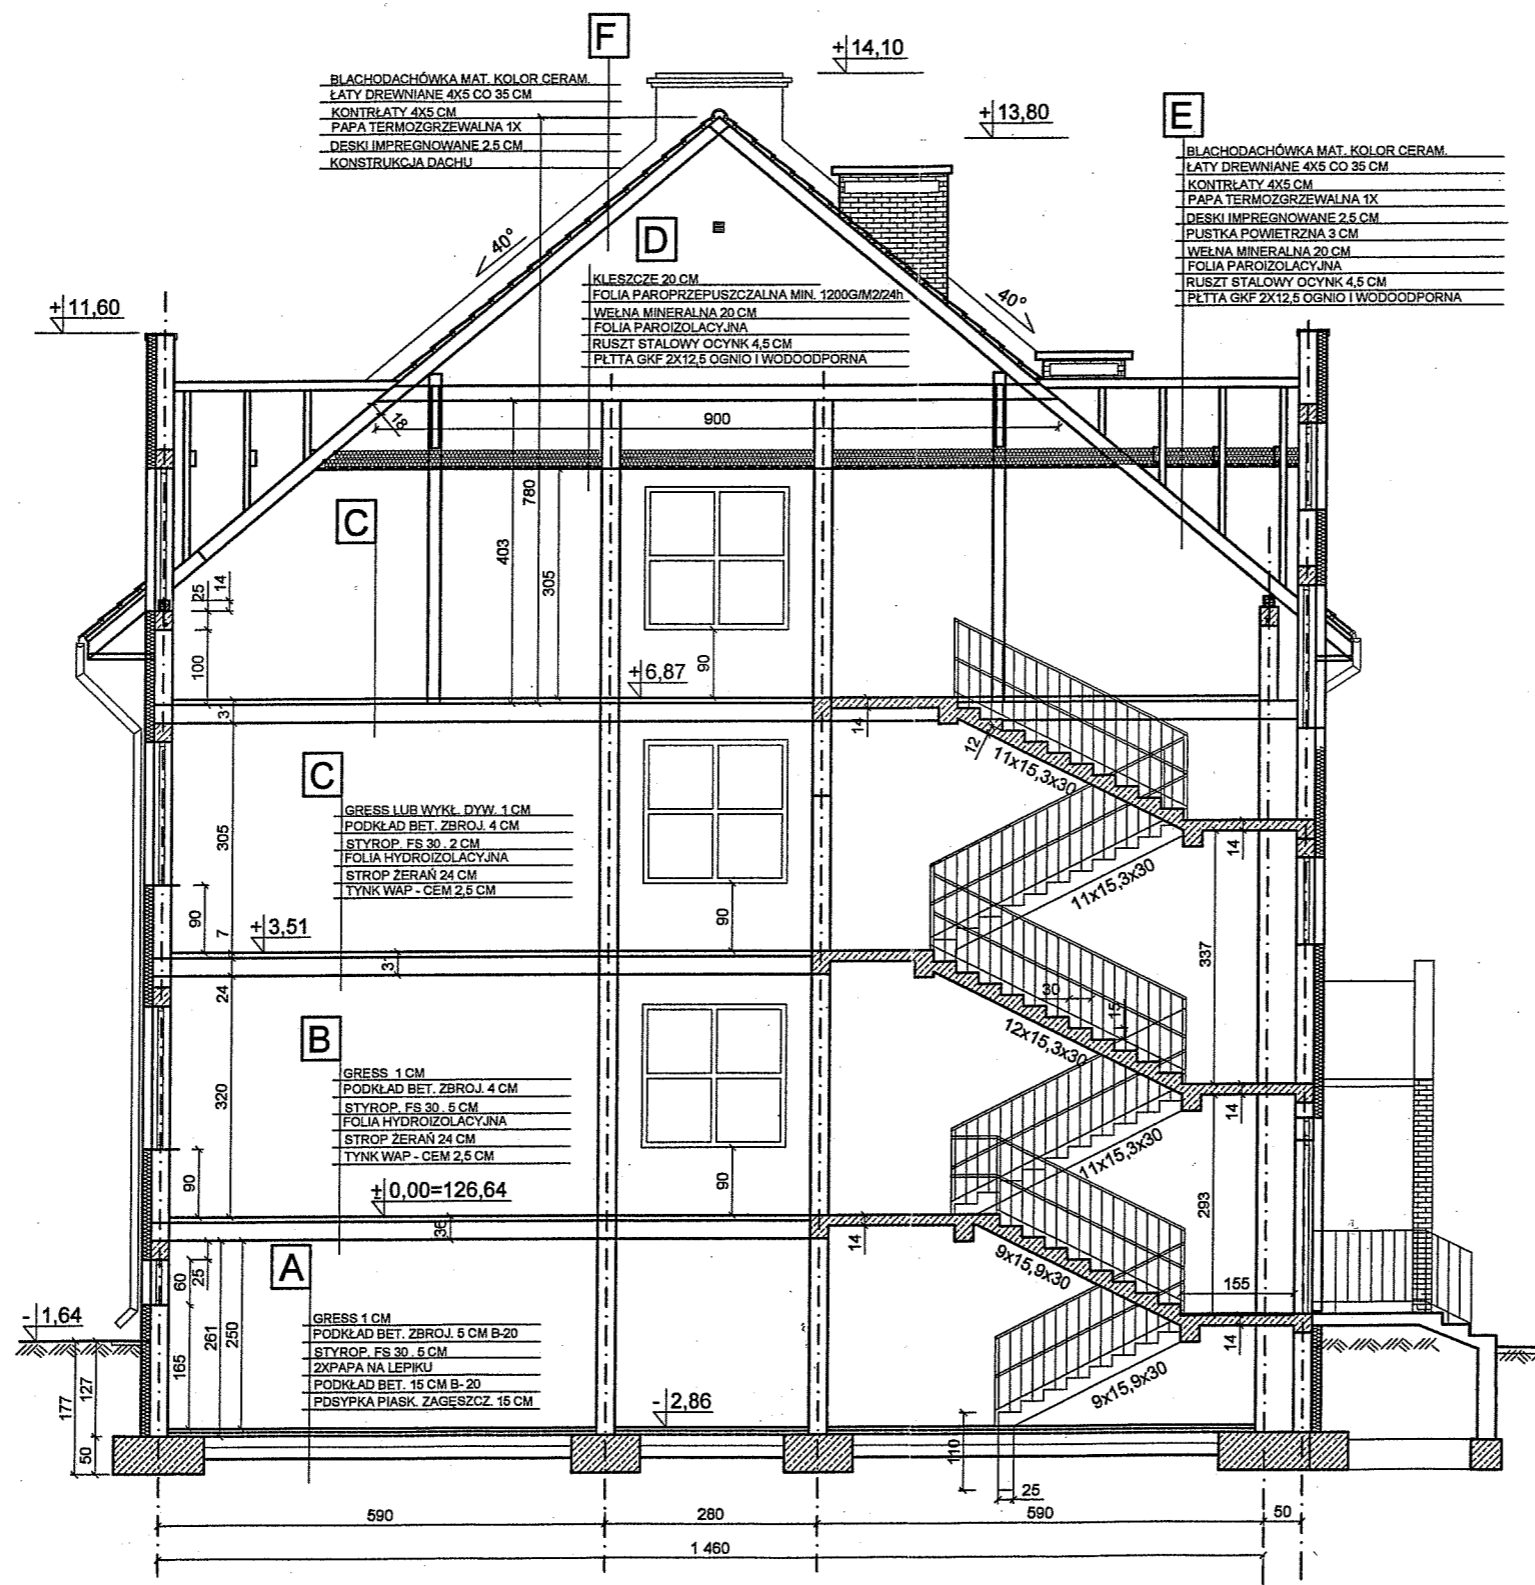 F
BLACHODACHÓWKA MAT. KOLOR CERAM.
ŁATY DREWNIANE 4X5 CO 35 CM
KONTRŁATY 4X5 CM
PAPA TERMOZGRZEWALNA 1X
DESKI IMPREGNOWANE 2,5 CM
KONSTRUKCJA DACHU
+14,10
+13,80
E
BLACHODACHÓWKA MAT. KOLOR CERAM.
ŁATY DREWNIANE 4X5 CO 35 CM
KONTRŁATY 4X5 CM
PAPA TERMOZGRZEWALNA 1X
DESKI IMPREGNOWANE 2,5 CM
PUSTKA POWIETRZNA 3 CM
WEŁNA MINERALNA 20 CM
FOLIA PAROIZOLACYJNA
RUSZT STALOWY OCYNK 4,5 CM
PŁTTA GKF 2X12,5 OGNIO I WODOODPORNA
40°
D
KLESZCZE 20 CM
FOLIA PAROPRZEPUSZCZALNA MIN. 1200G/M2/24h
WEŁNA MINERALNA 20 CM
FOLIA PAROIZOLACYJNA
RUSZT STALOWY OCYNK 4,5 CM
PŁTTA GKF 2X12,5 OGNIO I WODOODPORNA
40°
+11,60
18
900
780
403
305
C
25
14
100
+6,87
90
31
14
12
11x15,3x30
C
GRESS LUB WYKŁ. DYW. 1 CM
PODKŁAD BET. ZBROJ. 4 CM
STYROP. FS 30 . 2 CM
FOLIA HYDROIZOLACYJNA
STROP ŻERAŃ 24 CM
TYNK WAP - CEM 2,5 CM
305
90
7
+3,51
31
24
90
14
11x15,3x30
337
30
15
12x15,3x30
B
GRESS 1 CM
PODKŁAD BET. ZBROJ. 4 CM
STYROP. FS 30 . 5 CM
FOLIA HYDROIZOLACYJNA
STROP ŻERAŃ 24 CM
TYNK WAP - CEM 2,5 CM
320
90
±0,00=126,64
36
90
14
14
11x15,3x30
293
9x15,9x30
155
A
GRESS 1 CM
PODKŁAD BET. ZBROJ. 5 CM B-20
STYROP. FS 30 . 5 CM
2XPAPA NA LEPIKU
PODKŁAD BET. 15 CM B- 20
PDSYPKA PIASK. ZAGĘSZCZ. 15 CM
60
25
165
261
250
-1,64
177
127
50
-2,86
14
9x15,9x30
110
25
590
280
590
50
1 460